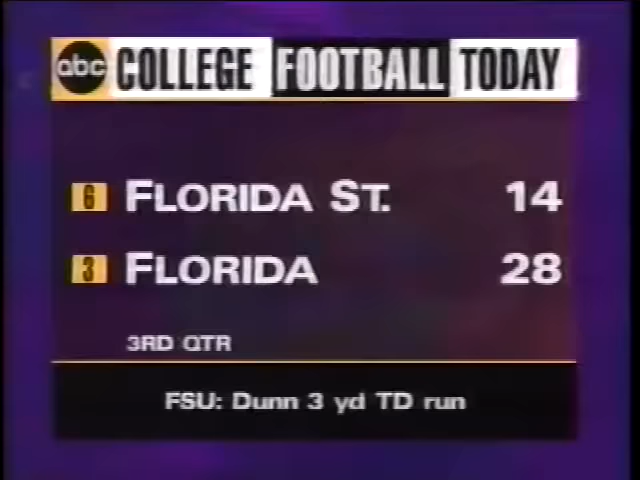 abc COLLEGE FOOTBALL TODAY
6 FLORIDA ST. 14
3 FLORIDA 28
3RD QTR
FSU: Dunn 3 yd TD run